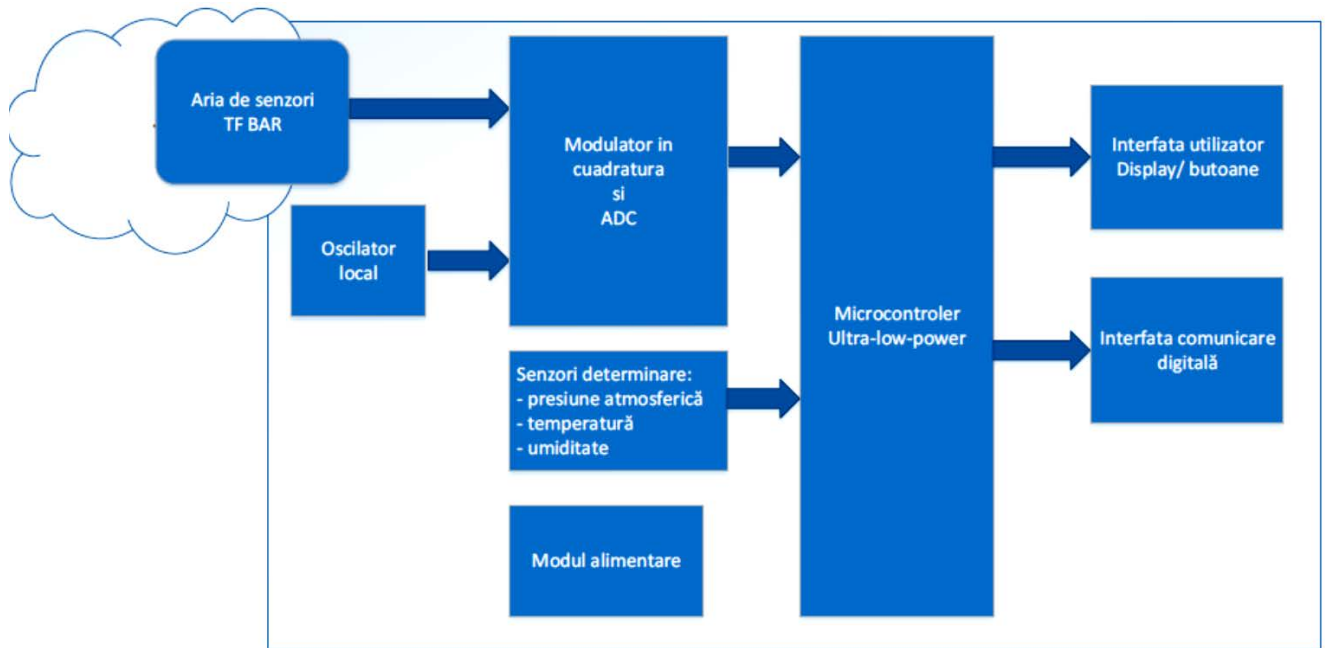 Aria de senzori
TF BAR
Oscilator
local
Modulator in
cuadratura
si
ADC
Senzori determinare:
- presiune atmosferică
- temperatură
- umiditate
Modul alimentare
Microcontroler
Ultra-low-power
Interfata utilizator
Display/ butoane
Interfata comunicare
digitală